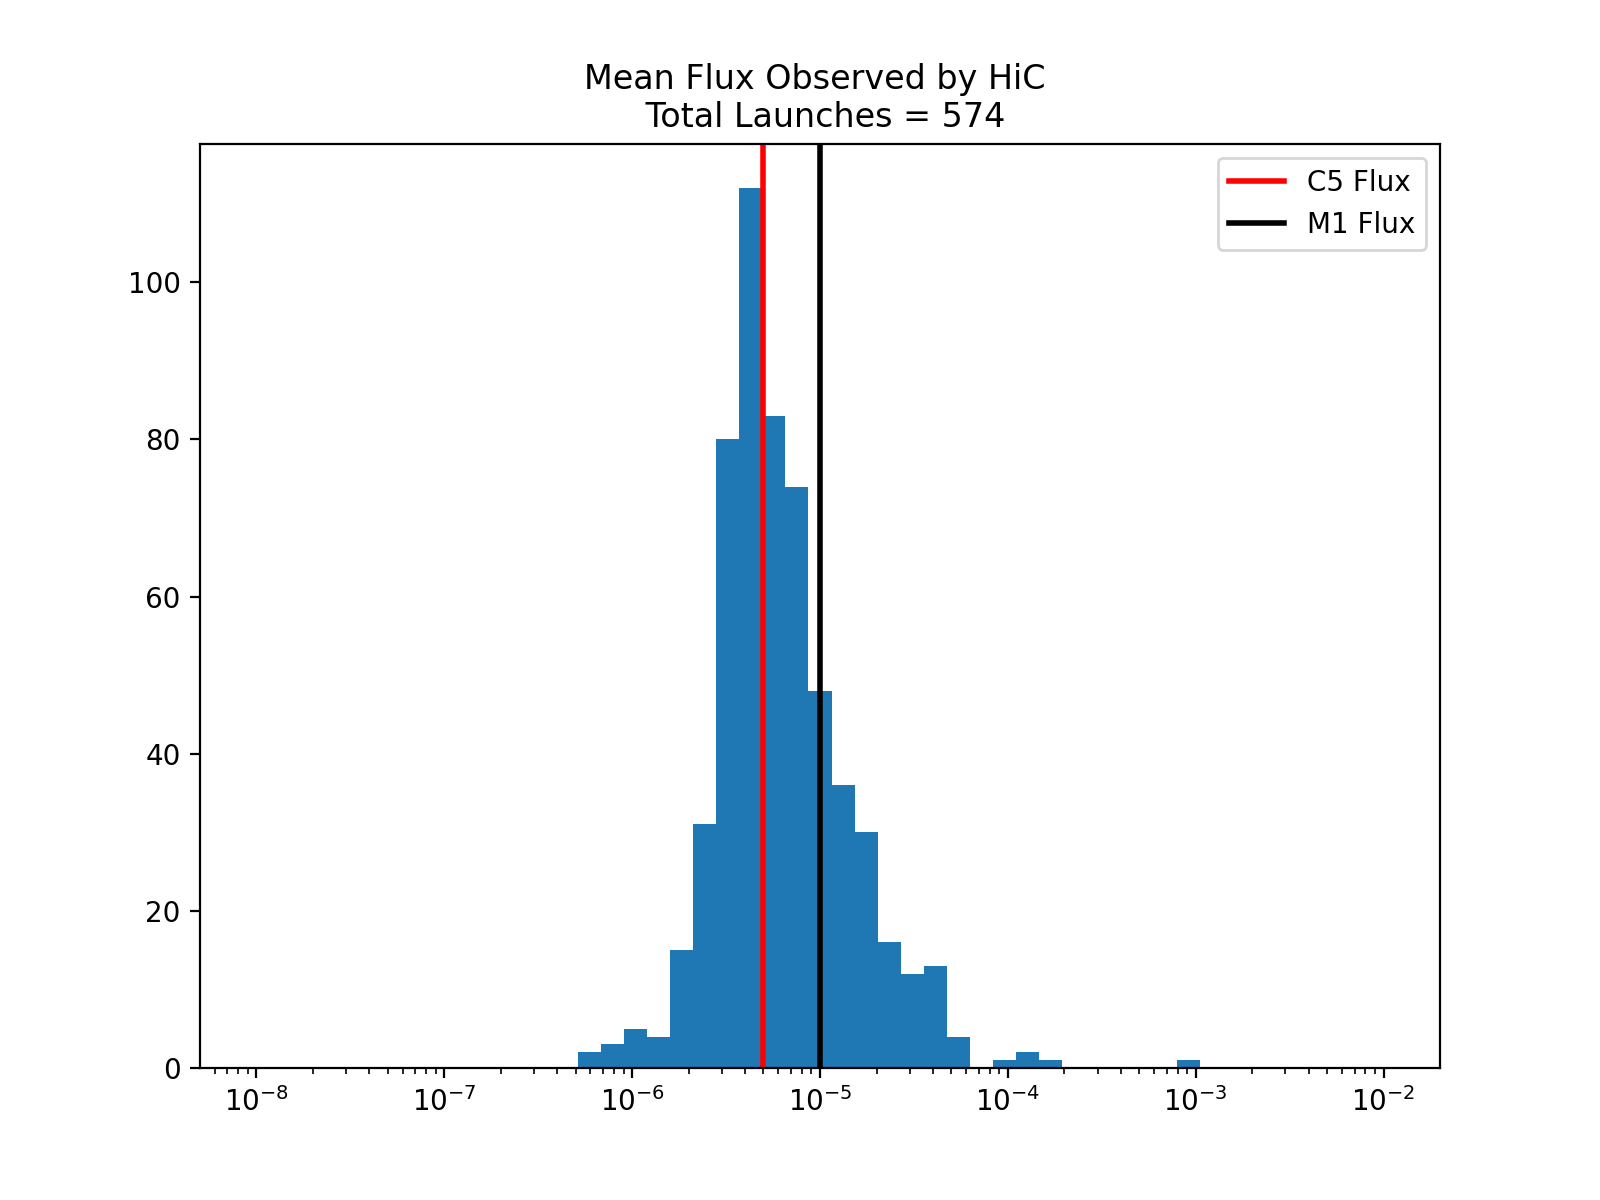 Mean Flux Observed by HiC
Total Launches = 574
C5 Flux
M1 Flux
100
80
60
40
20
0
10⁻⁸ 10⁻⁷ 10⁻⁶ 10⁻⁵ 10⁻⁴ 10⁻³ 10⁻²